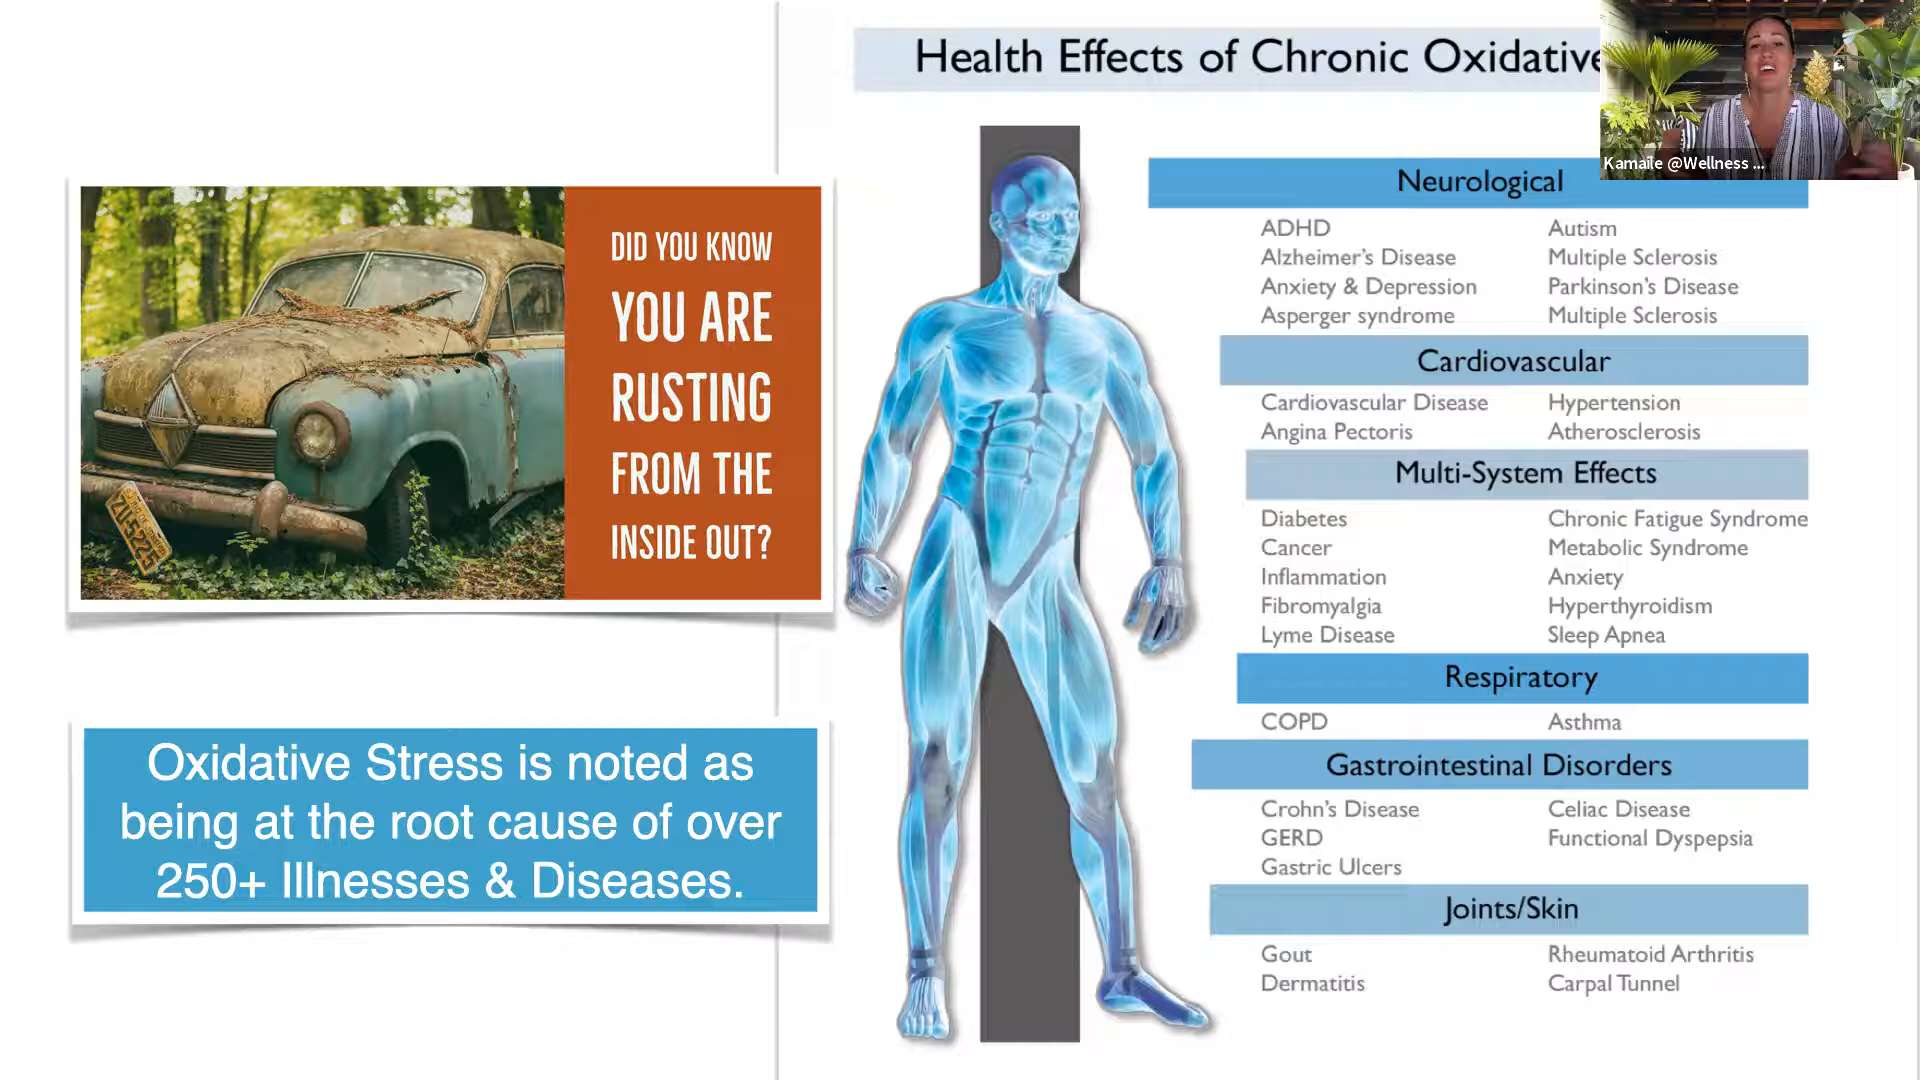 Health Effects of Chronic Oxidative
Kamaile @Wellness ...
DID YOU KNOW
YOU ARE
RUSTING
FROM THE
INSIDE OUT?
ZU-5225
Oxidative Stress is noted as
being at the root cause of over
250+ Illnesses & Diseases.
Neurological
ADHD Autism
Alzheimer's Disease Multiple Sclerosis
Anxiety & Depression Parkinson's Disease
Asperger syndrome Multiple Sclerosis
Cardiovascular
Cardiovascular Disease Hypertension
Angina Pectoris Atherosclerosis
Multi-System Effects
Diabetes Chronic Fatigue Syndrome
Cancer Metabolic Syndrome
Inflammation Anxiety
Fibromyalgia Hyperthyroidism
Lyme Disease Sleep Apnea
Respiratory
COPD Asthma
Gastrointestinal Disorders
Crohn's Disease Celiac Disease
GERD Functional Dyspepsia
Gastric Ulcers
Joints/Skin
Gout Rheumatoid Arthritis
Dermatitis Carpal Tunnel